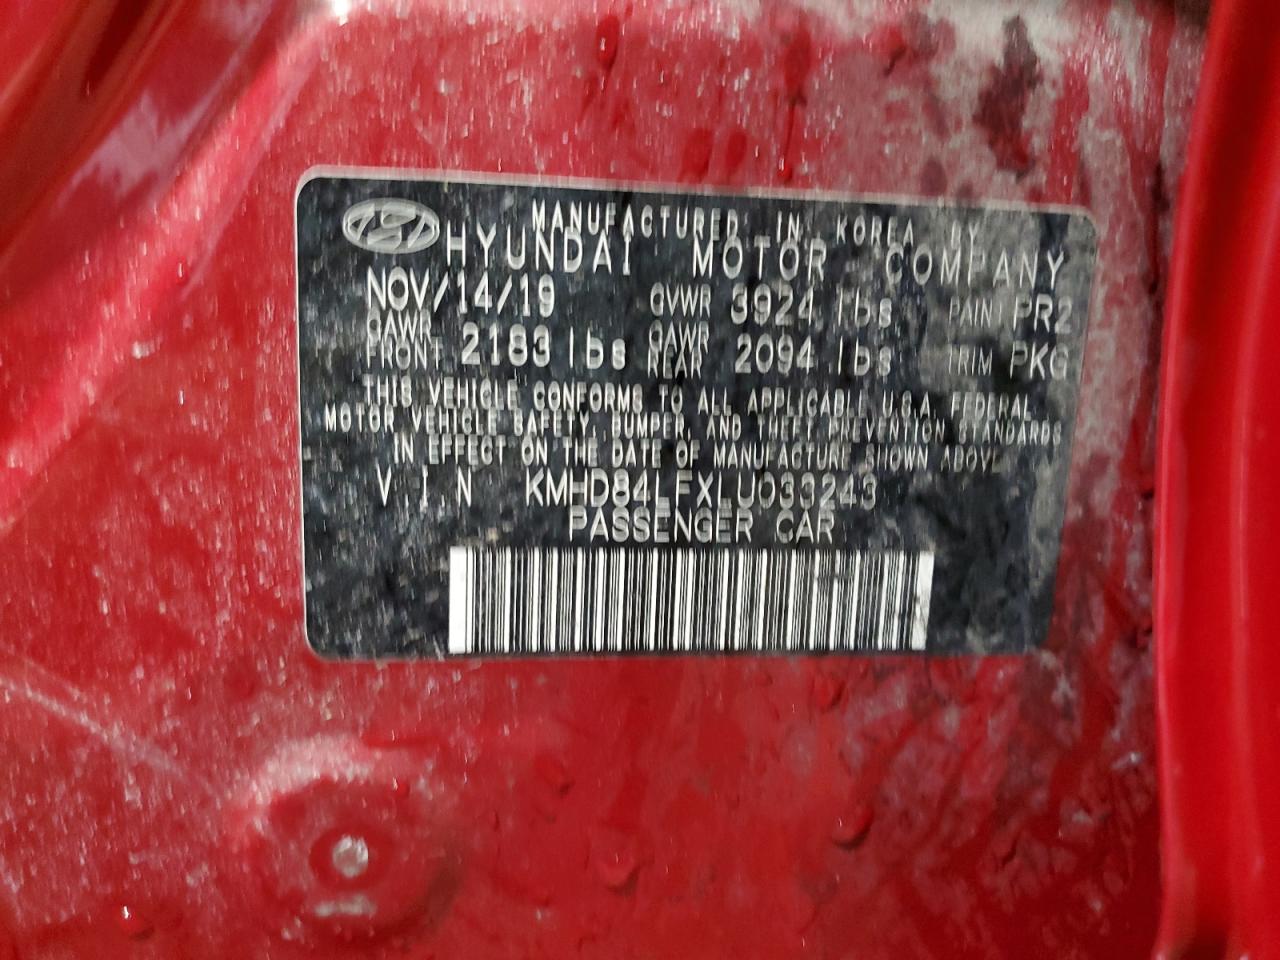 MANUFACTURED IN KOREA BY
HYUNDAI MOTOR COMPANY
NOV/14/19 GVWR 3924 lbs PAINT PR2
GAWR FRONT 2183 lbs GAWR REAR 2094 lbs TRIM PKG
THIS VEHICLE CONFORMS TO ALL APPLICABLE U.S.A. FEDERAL
MOTOR VEHICLE SAFETY, BUMPER, AND THEFT PREVENTION STANDARDS
IN EFFECT ON THE DATE OF MANUFACTURE SHOWN ABOVE
VIN KMHD84LFXLU033243
PASSENGER CAR